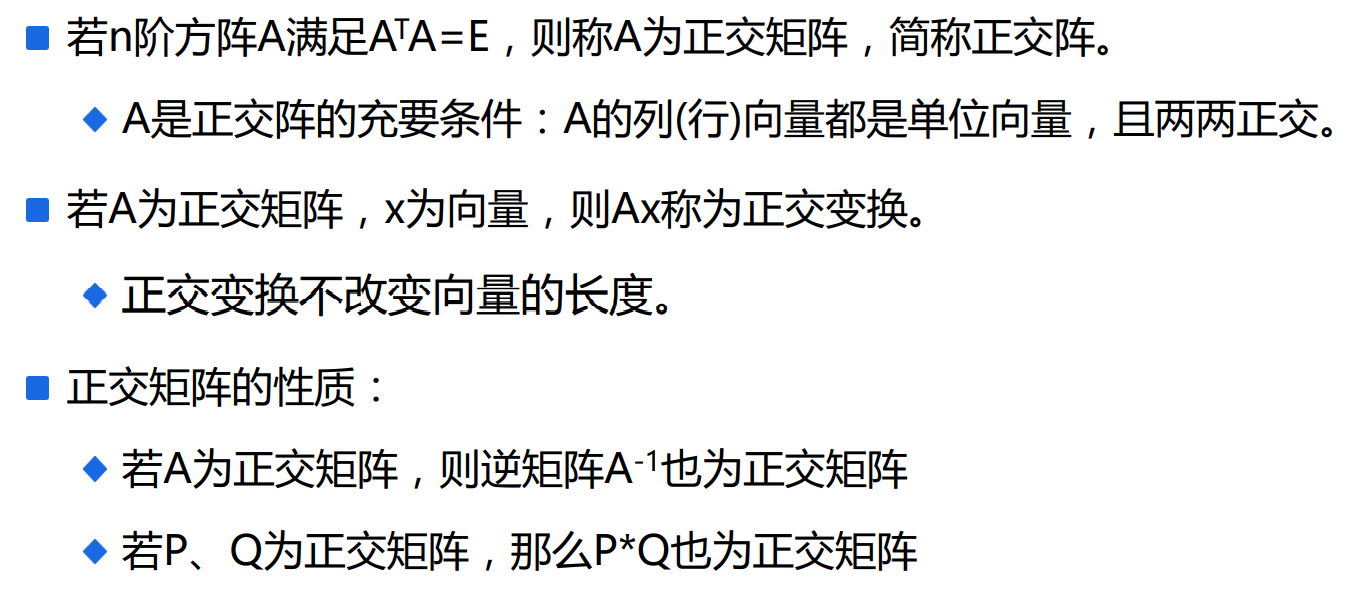 若n阶方阵A满足AᵀA=E，则称A为正交矩阵，简称正交阵。
A是正交阵的充要条件：A的列(行)向量都是单位向量，且两两正交。
若A为正交矩阵，x为向量，则Ax称为正交变换。
正交变换不改变向量的长度。
正交矩阵的性质：
若A为正交矩阵，则逆矩阵A⁻¹也为正交矩阵
若P、Q为正交矩阵，那么P*Q也为正交矩阵